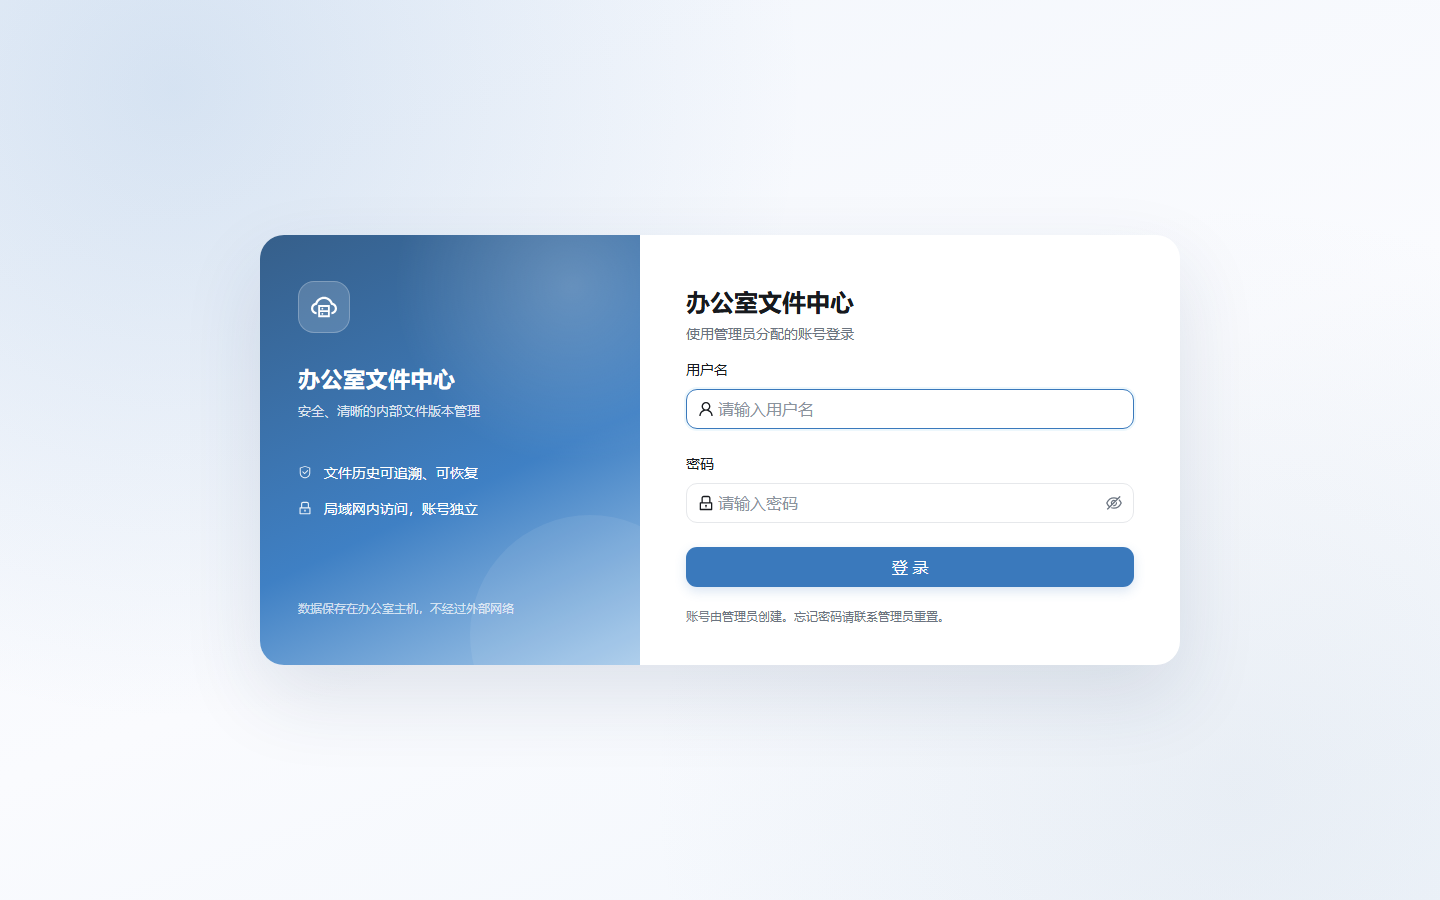 办公室文件中心
安全、清晰的内部文件版本管理
文件历史可追溯、可恢复
局域网内访问，账号独立
数据保存在办公室主机，不经过外部网络
办公室文件中心
使用管理员分配的账号登录
用户名
请输入用户名
密码
请输入密码
登 录
账号由管理员创建。忘记密码请联系管理员重置。